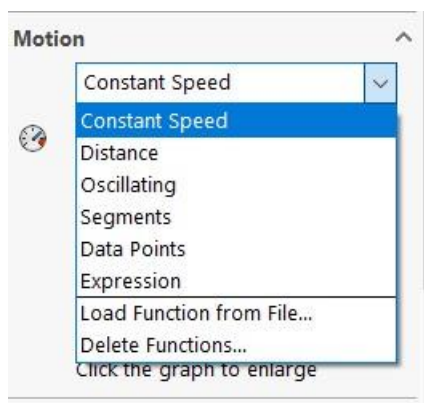 Motion
Constant Speed
Constant Speed
Distance
Oscillating
Segments
Data Points
Expression
Load Function from File...
Delete Functions...
Click the graph to enlarge